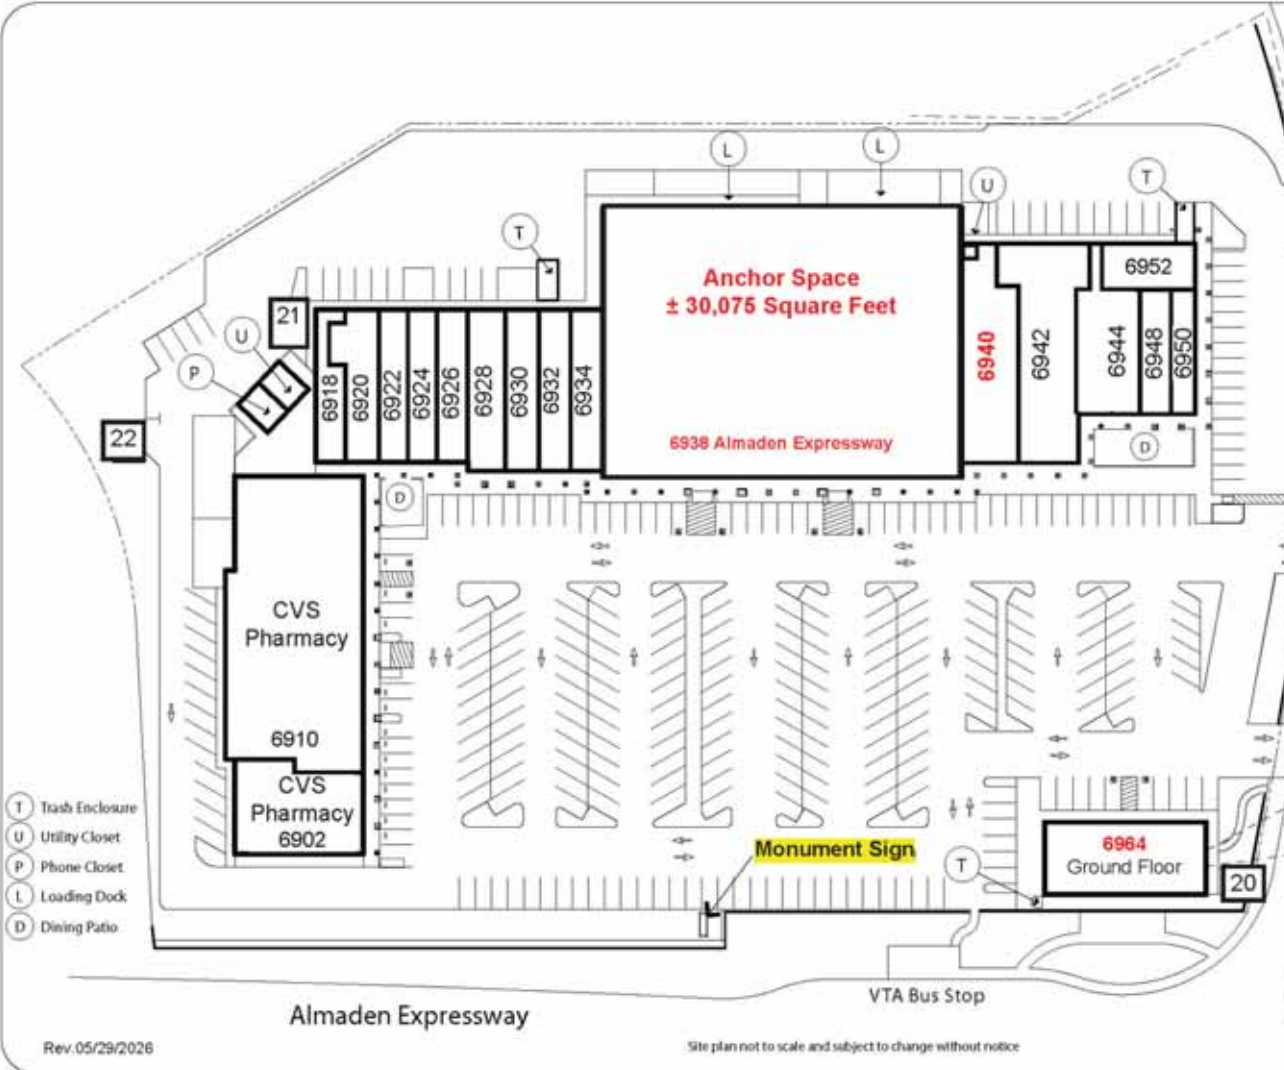 L
L
U
T
T
6952
Anchor Space
± 30,075 Square Feet
21
U
P
6918
6920
6922
6924
6926
6928
6930
6932
6934
6940
6942
6944
6948
6950
22
6938 Almaden Expressway
D
D
CVS
Pharmacy
6910
CVS
Pharmacy
6902
T Trash Enclosure
U Utility Closet
P Phone Closet
L Loading Dock
D Dining Patio
Monument Sign
T
6964
Ground Floor
20
VTA Bus Stop
Almaden Expressway
Rev.05/29/2026
Site plan not to scale and subject to change without notice